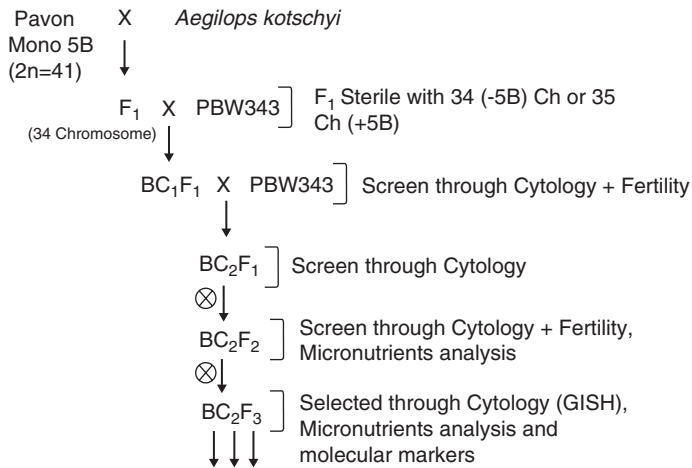 Pavon X Aegilops kotschyi
Mono 5B
(2n=41)
F1 X PBW343
(34 Chromosome)
F1 Sterile with 34 (-5B) Ch or 35
Ch (+5B)
BC1F1 X PBW343
Screen through Cytology + Fertility
BC2F1
Screen through Cytology
BC2F2
Screen through Cytology + Fertility,
Micronutrients analysis
BC2F3
Selected through Cytology (GISH),
Micronutrients analysis and
molecular markers